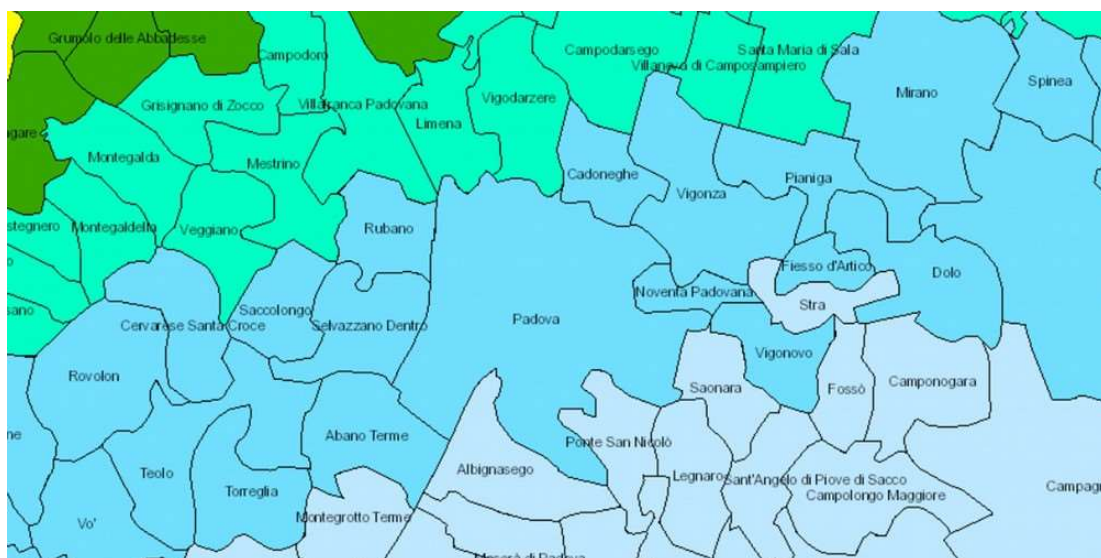 Grumolo delle Abbadesse
Campodoro
Campodarsego
Santa Maria di Sala
Villanova di Camposampiero
Spinea
Mirano
Grisignano di Zocco
Villafranca Padovana
Vigodarzere
Limena
Montegalda
Mestrino
Cadoneghe
Pianiga
Vigonza
Montegaldella
Veggiano
Rubano
Fiesso d'Artico
Dolo
Noventa Padovana
Stra
Saccolongo
Padova
Cervarese Santa Croce
Selvazzano Dentro
Vigonovo
Rovolon
Saonara
Fossò
Camponogara
Abano Terme
Ponte San Nicolò
Albignasego
Teolo
Legnaro
Sant'Angelo di Piove di Sacco
Torreglia
Campolongo Maggiore
Campagn
Vo'
Montegrotto Terme